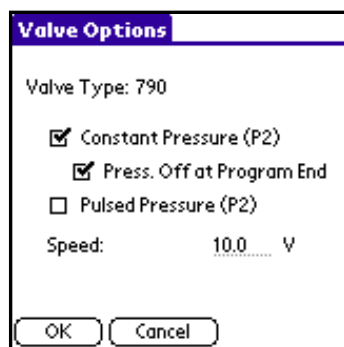 Valve Options
Valve Type: 790
Constant Pressure (P2)
Press. Off at Program End
Pulsed Pressure (P2)
Speed: 10.0 V
OK Cancel